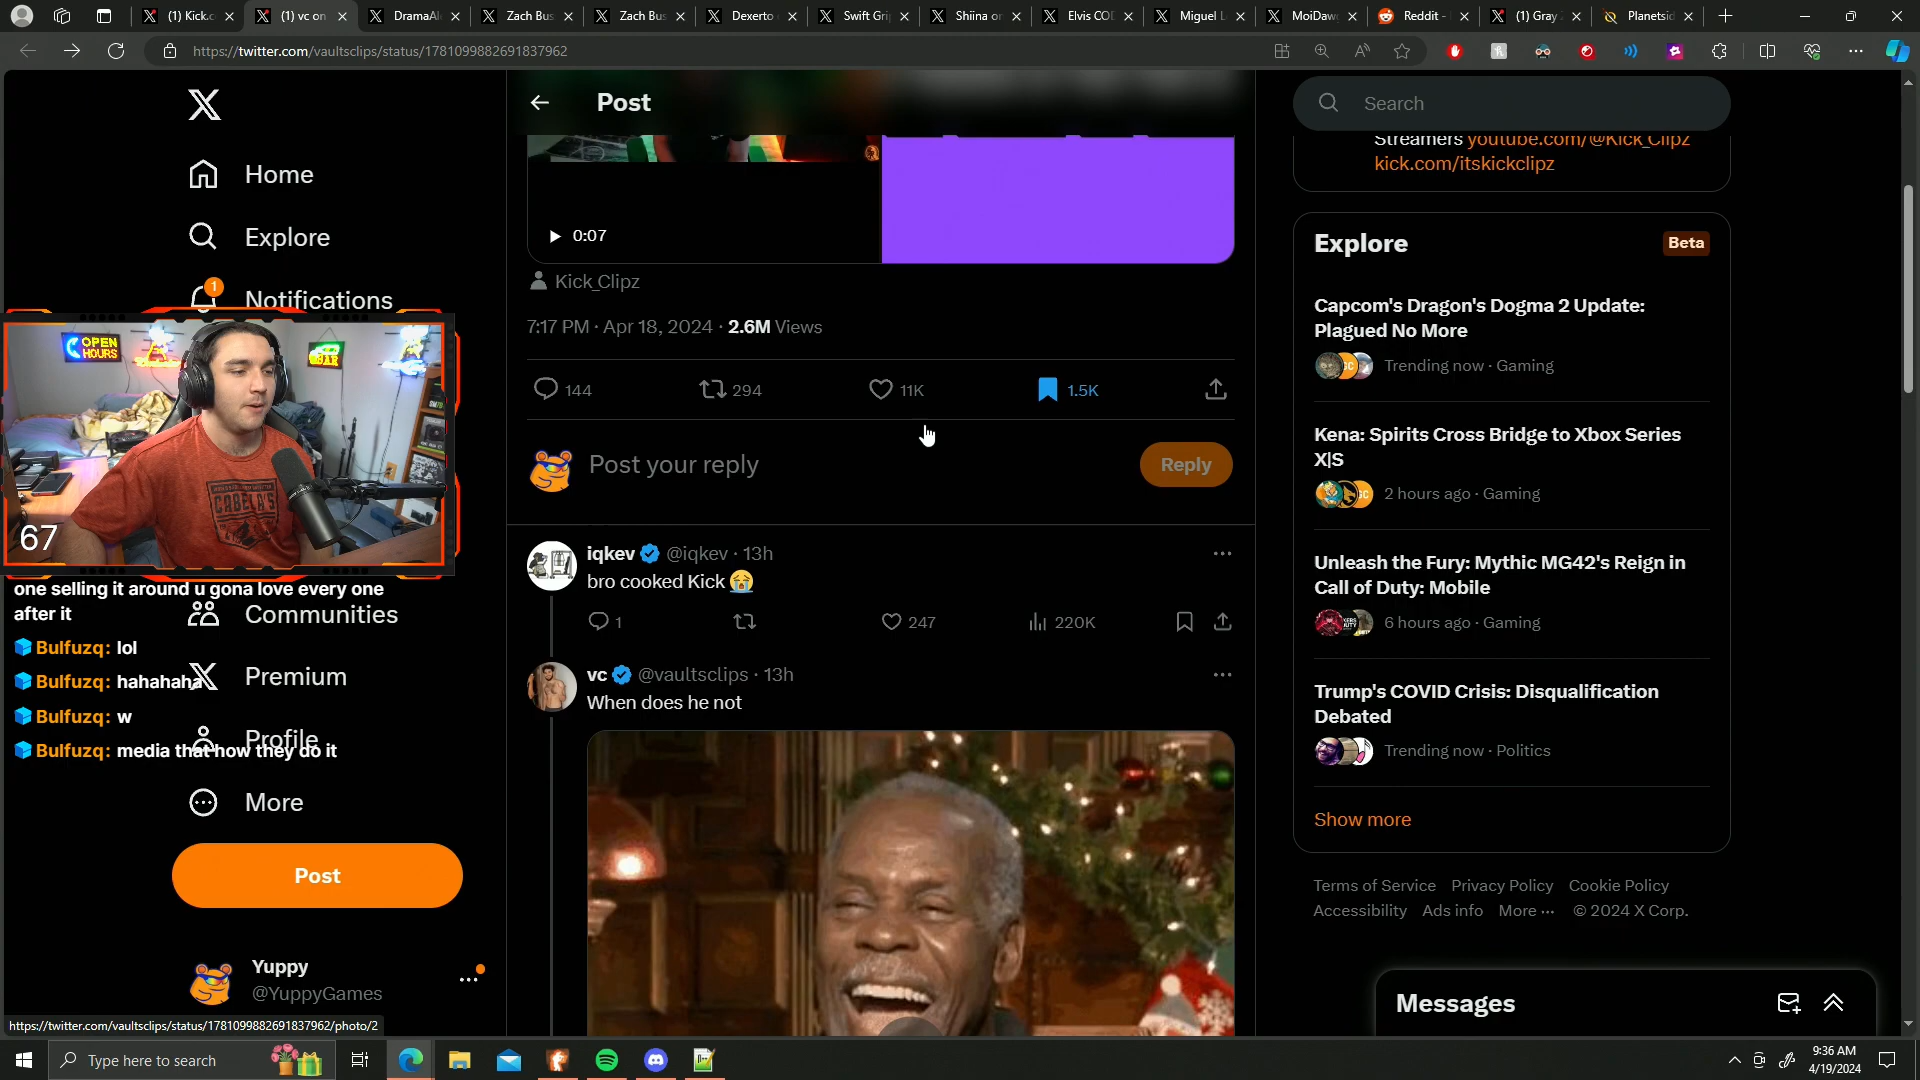 (1) Kick.c
(1) vc on
DramaAl
Zach Bus
Zach Bus
Dexerto
Swift Gri
Shiina or
Elvis COD
Miguel L
MoiDaw
Reddit -
(1) Gray
Planetsid
https://twitter.com/vaultsclips/status/1781099882691837962
Home
Explore
1
Notifications
OPEN
HOURS
BAR
CABELA'S
67
one selling it around u gona love every one
after it
Communities
Bulfuzq: lol
Premium
Bulfuzq: hahahaha
Bulfuzq: w
Profile
Bulfuzq: media that how they do it
More
Post
Yuppy
@YuppyGames
https://twitter.com/vaultsclips/status/1781099882691837962/photo/2
Post
0:07
Kick_Clipz
7:17 PM · Apr 18, 2024 · 2.6M Views
144
294
11K
1.5K
Post your reply
Reply
iqkev @iqkev · 13h
bro cooked Kick 😭
1
247
220K
vc @vaultsclips · 13h
When does he not
Search
Streamers youtube.com/@Kick_Clipz
kick.com/itskickclipz
Explore
Beta
Capcom's Dragon's Dogma 2 Update:
Plagued No More
Trending now · Gaming
Kena: Spirits Cross Bridge to Xbox Series
X|S
2 hours ago · Gaming
Unleash the Fury: Mythic MG42's Reign in
Call of Duty: Mobile
6 hours ago · Gaming
Trump's COVID Crisis: Disqualification
Debated
Trending now · Politics
Show more
Terms of Service Privacy Policy Cookie Policy
Accessibility Ads info More ··· © 2024 X Corp.
Messages
Type here to search
9:36 AM
4/19/2024